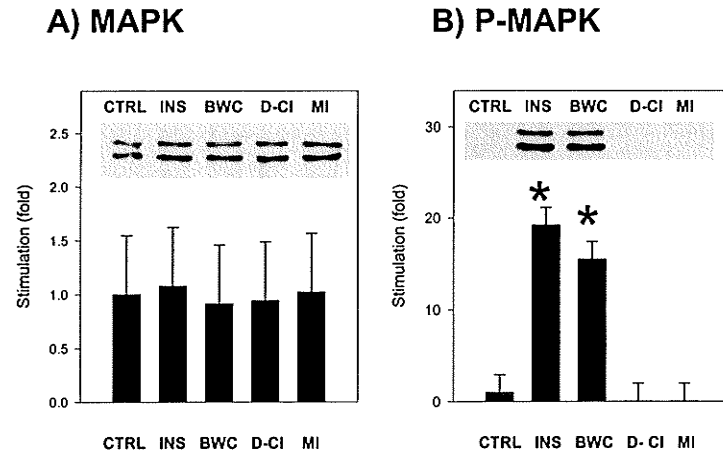 A) MAPK
CTRL INS BWC D-CI MI
2.5
2.0
1.5
1.0
0.5
0.0
Stimulation (fold)
CTRL INS BWC D-CI MI
B) P-MAPK
CTRL INS BWC D-CI MI
30
20
10
0
Stimulation (fold)
* *
CTRL INS BWC D- CI MI